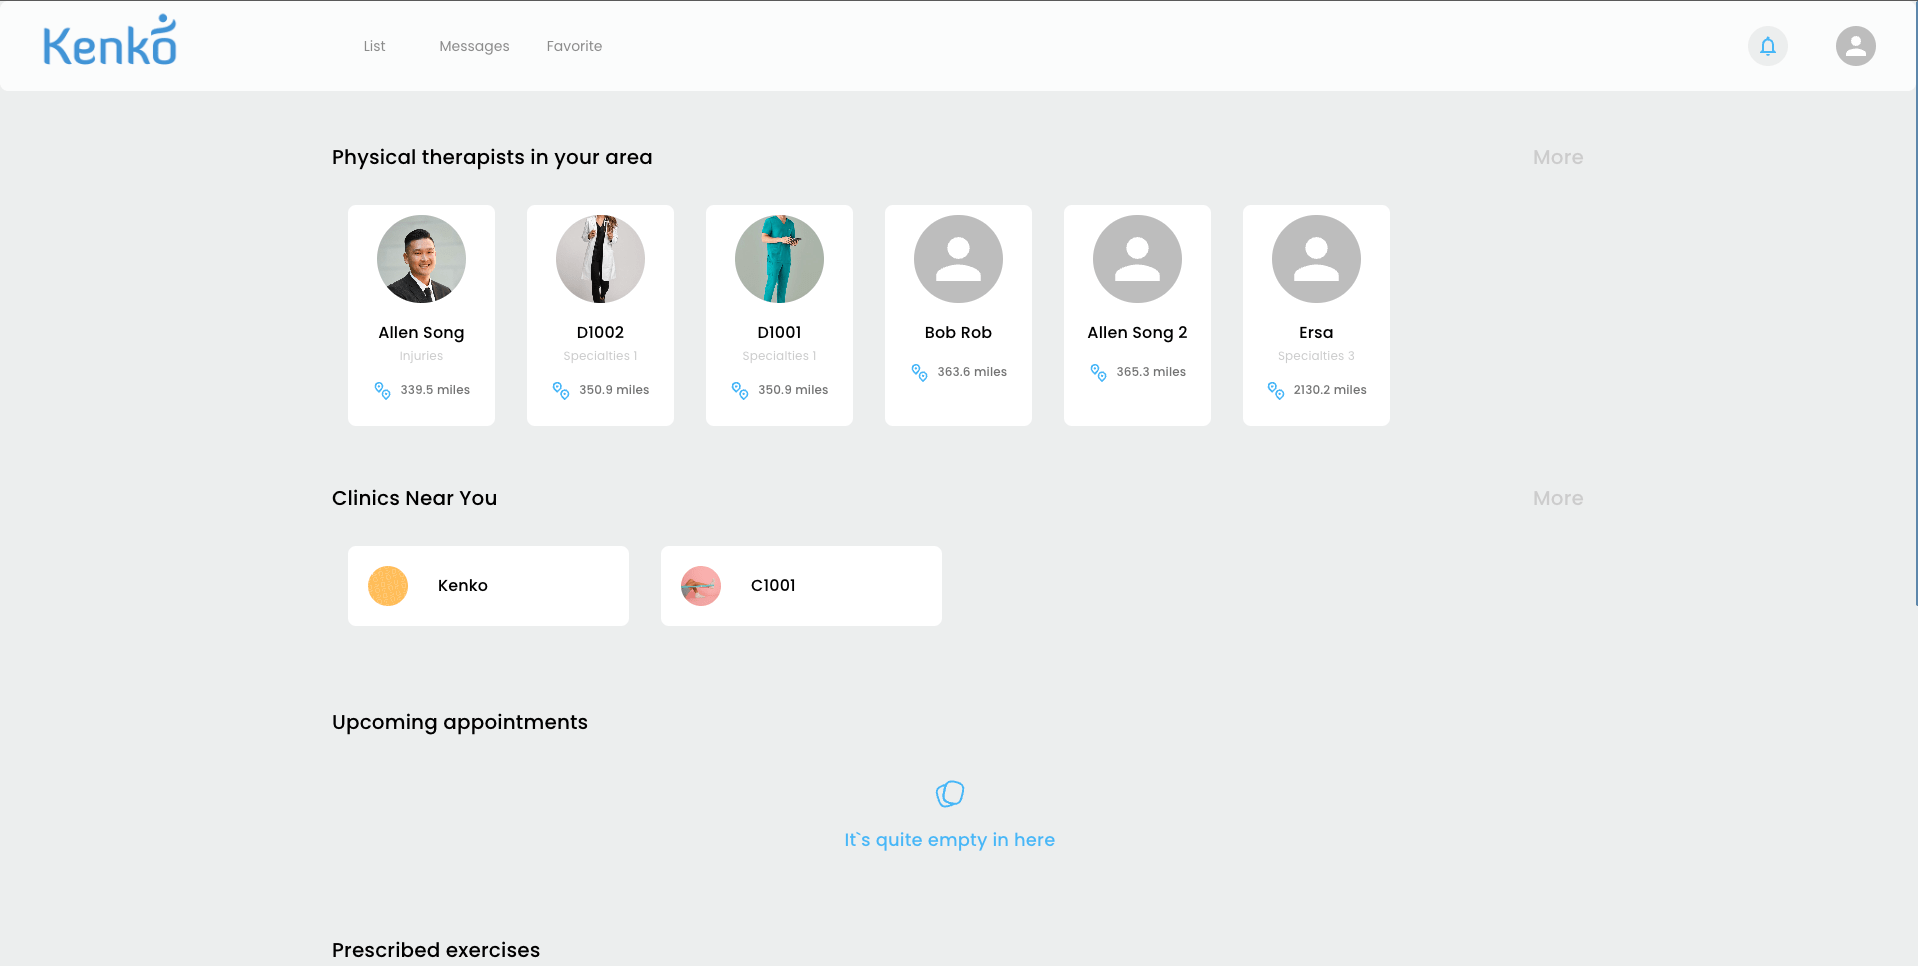 Kenko
List
Messages
Favorite
Physical therapists in your area
More
Allen Song
Injuries
339.5 miles
D1002
Specialties 1
350.9 miles
D1001
Specialties 1
350.9 miles
Bob Rob
363.6 miles
Allen Song 2
365.3 miles
Ersa
Specialties 3
2130.2 miles
Clinics Near You
More
Kenko
C1001
Upcoming appointments
It`s quite empty in here
Prescribed exercises